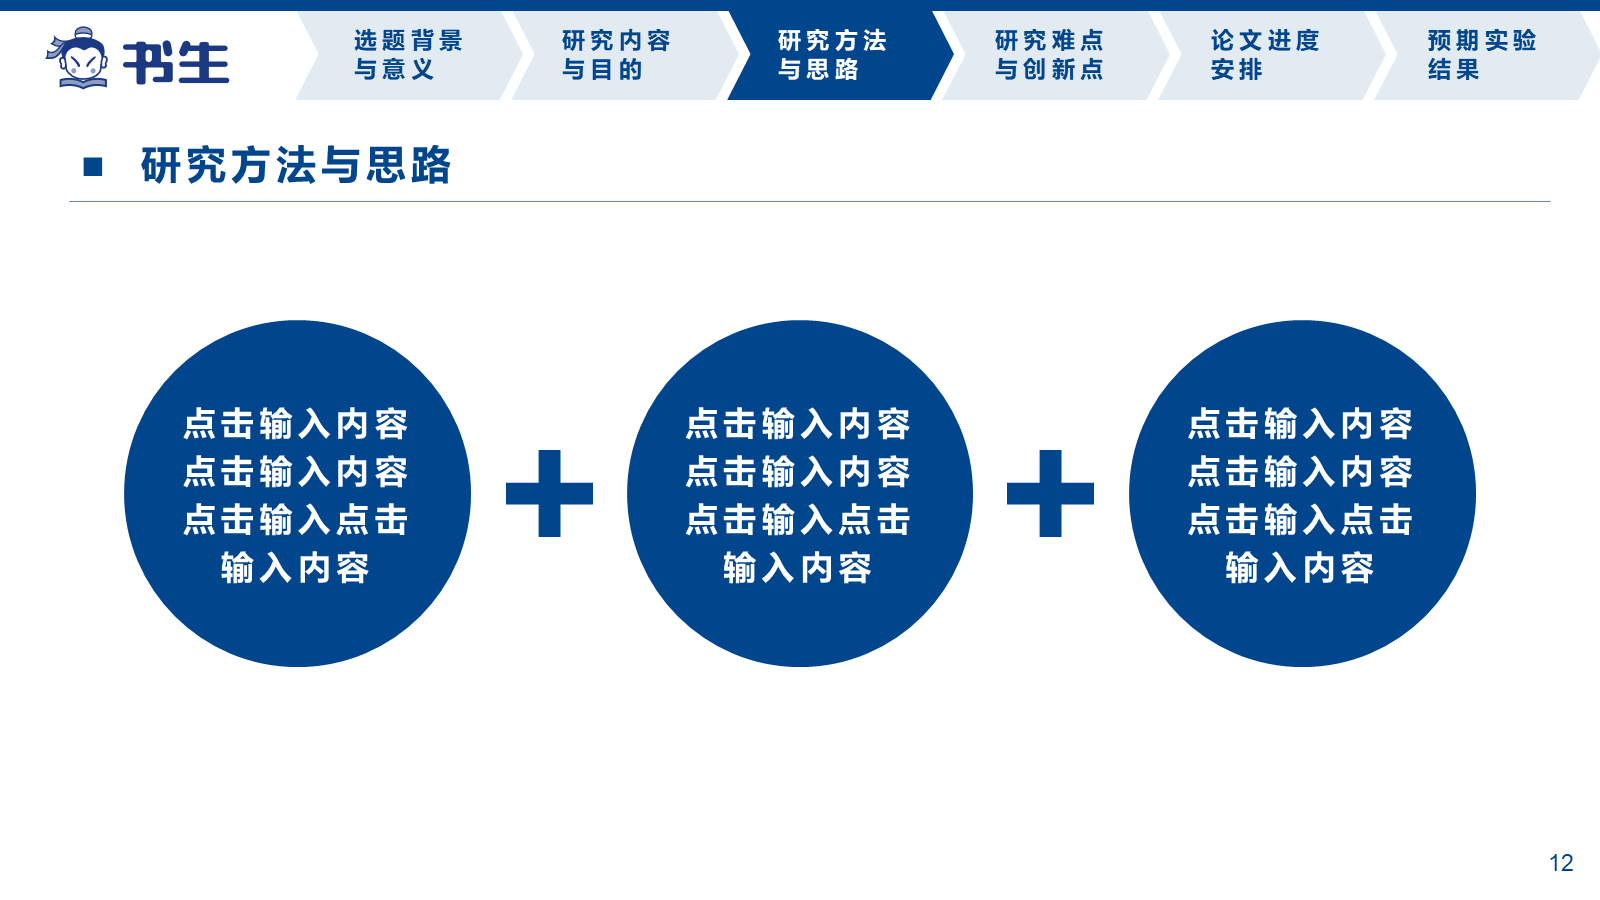 书生
选题背景
与意义
研究内容
与目的
研究方法
与思路
研究难点
与创新点
论文进度
安排
预期实验
结果
研究方法与思路
点击输入内容
点击输入内容
点击输入点击
输入内容
点击输入内容
点击输入内容
点击输入点击
输入内容
点击输入内容
点击输入内容
点击输入点击
输入内容
12